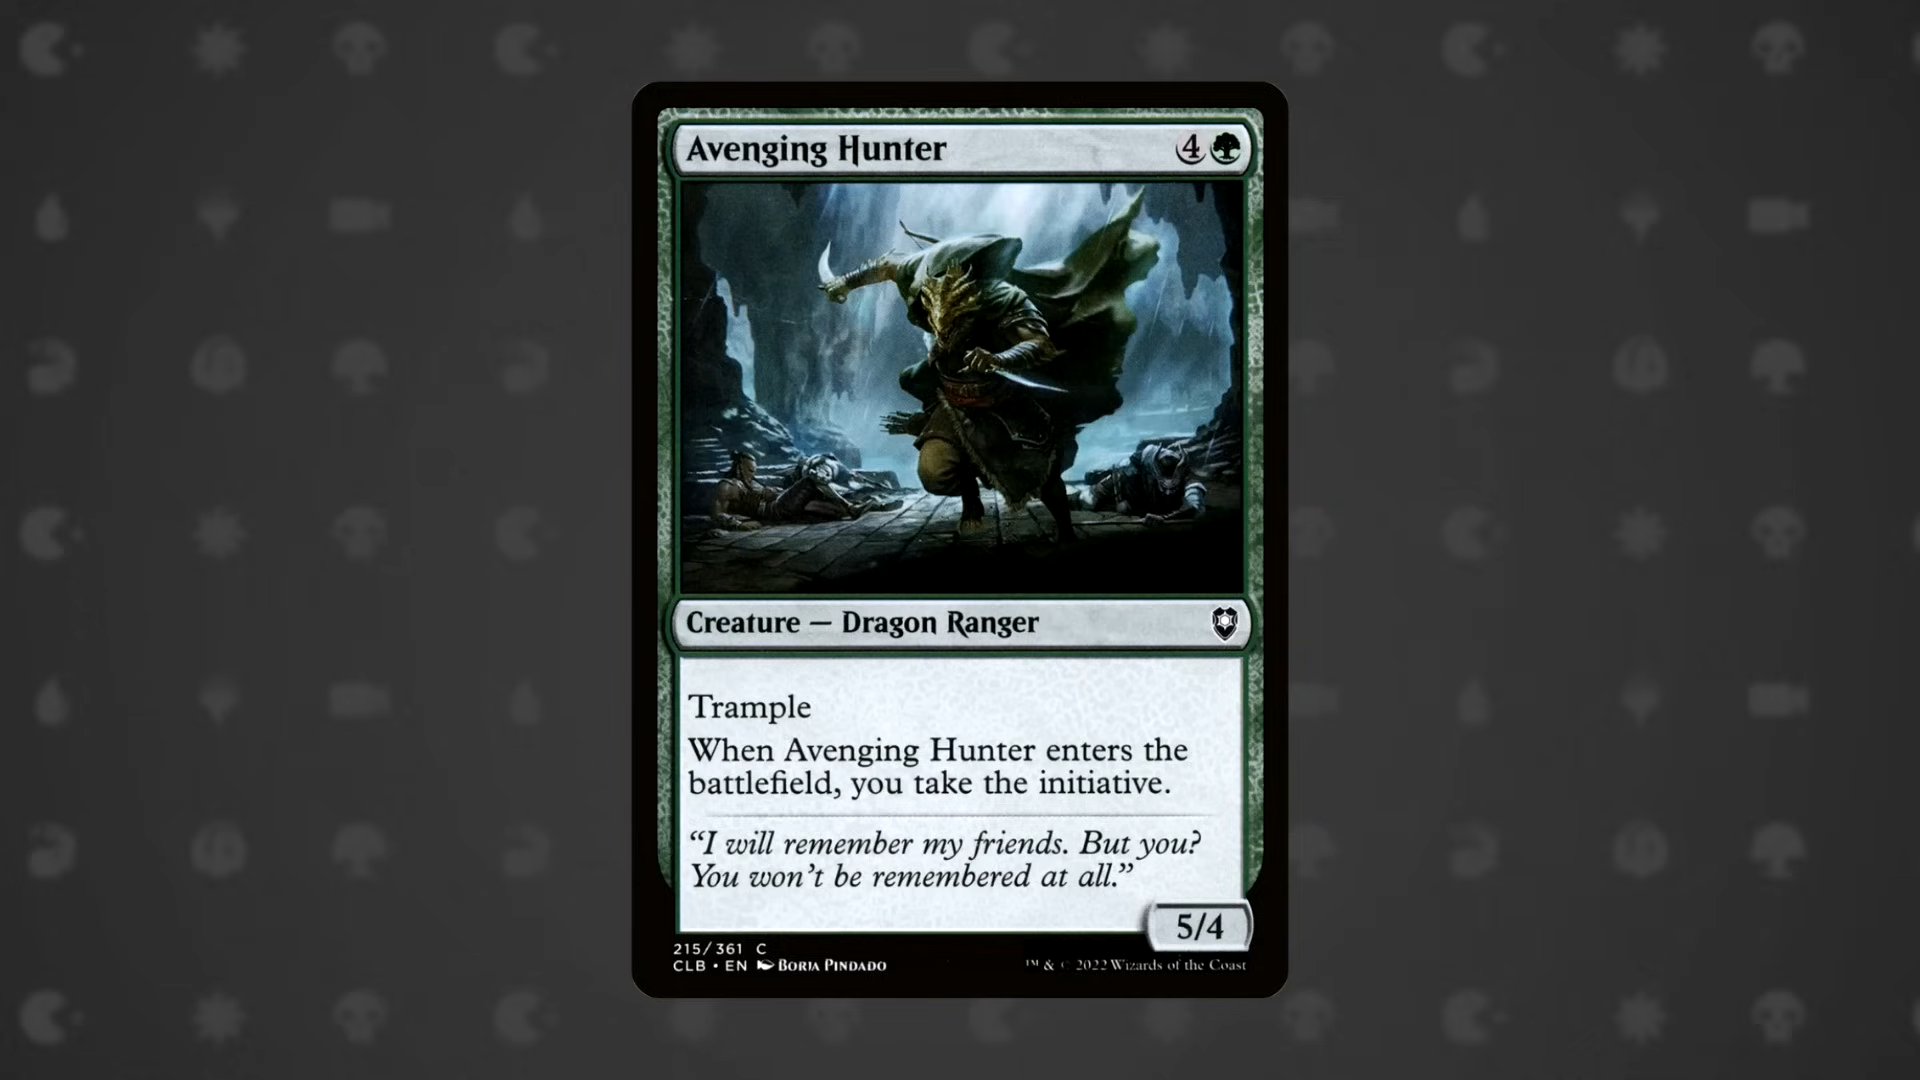 Avenging Hunter 4
Creature — Dragon Ranger
Trample
When Avenging Hunter enters the
battlefield, you take the initiative.
“I will remember my friends. But you?
You won’t be remembered at all.”
5/4
215/361 C
CLB • EN Borja Pindado
™ & © 2022 Wizards of the Coast